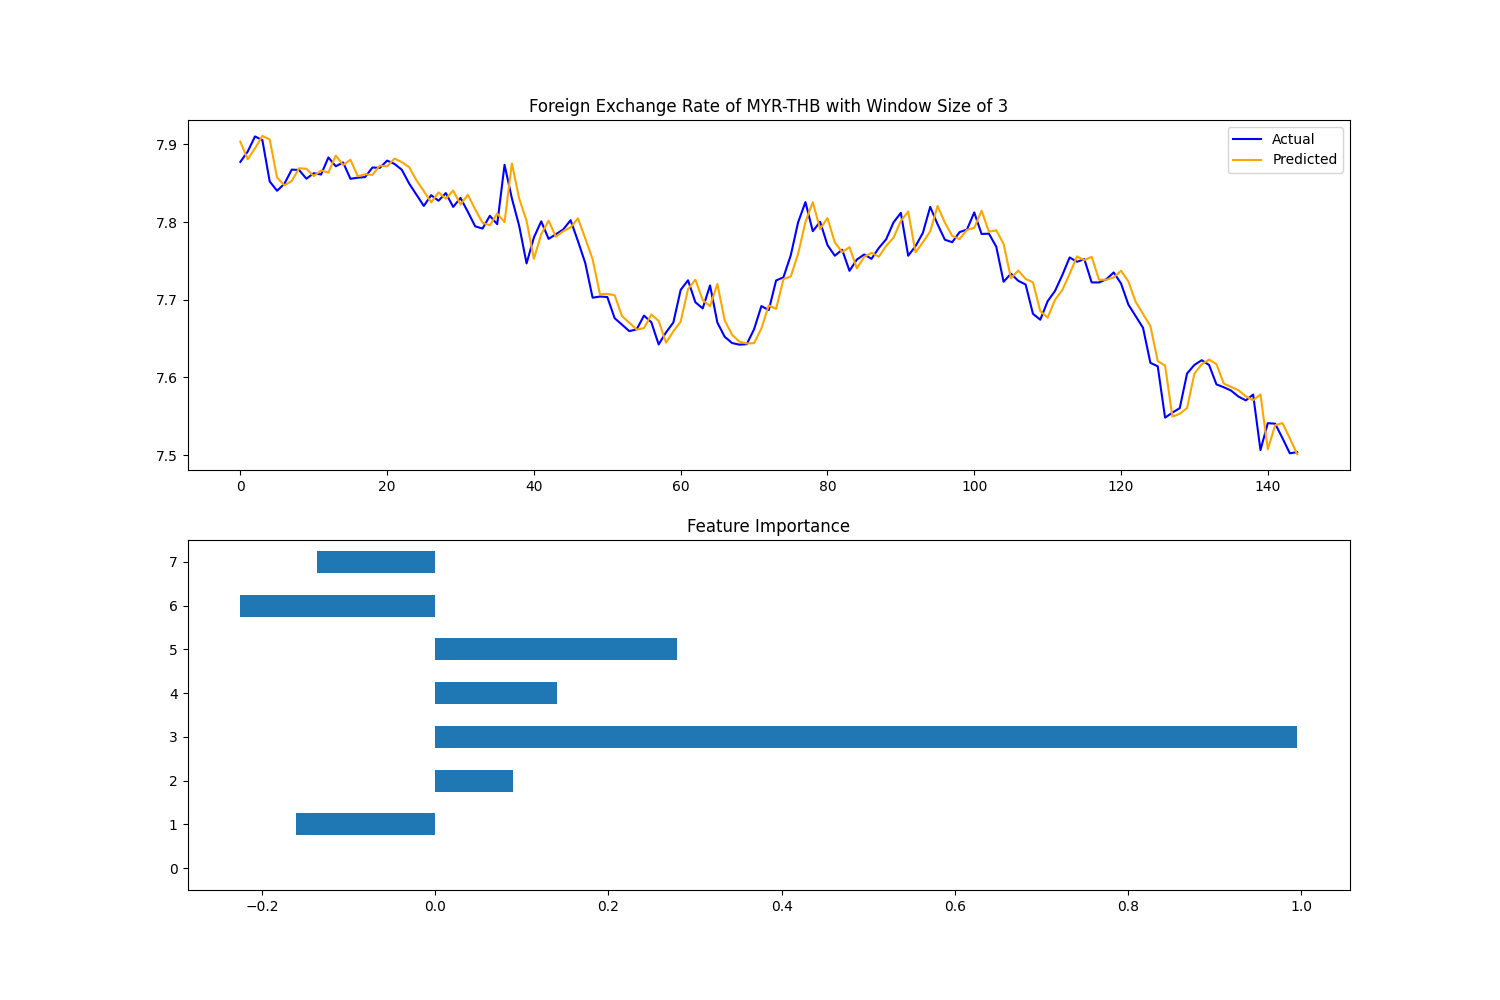 Foreign Exchange Rate of MYR-THB with Window Size of 3
7.9
7.8
7.7
7.6
7.5
Actual
Predicted
0 20 40 60 80 100 120 140
Feature Importance
7
6
5
4
3
2
1
0
−0.2 0.0 0.2 0.4 0.6 0.8 1.0